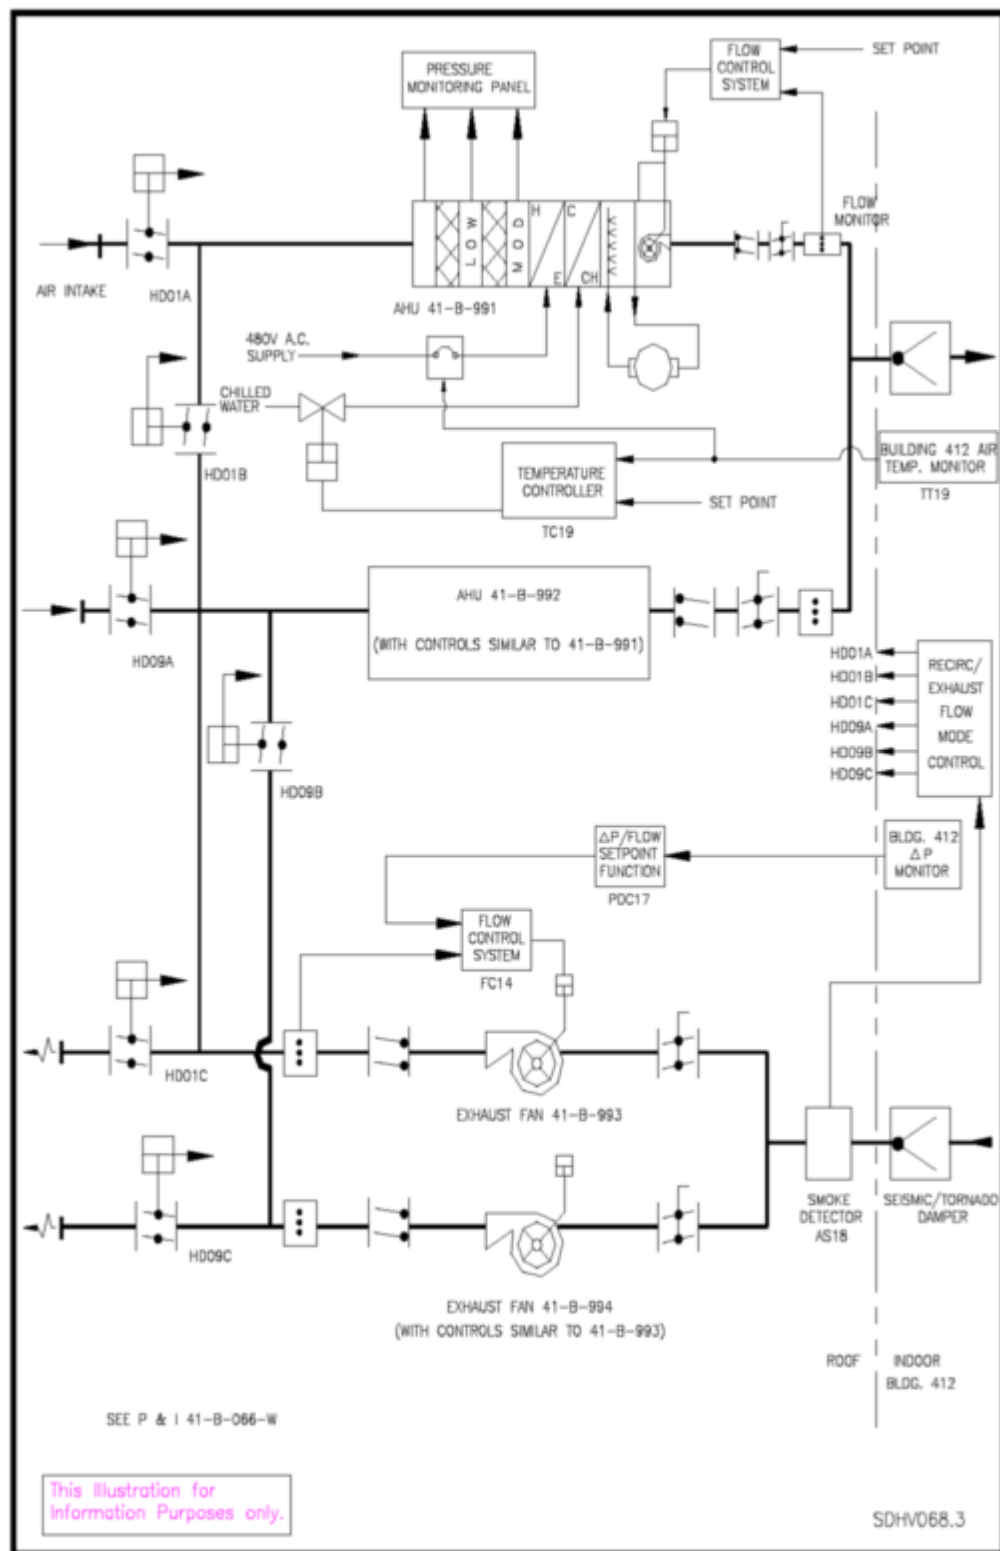 FLOW
CONTROL
SYSTEM
SET POINT
PRESSURE
MONITORING PANEL
FLOW
MONITOR
AIR INTAKE
HD01A
LOW
MOD
H
E
C
CH
AHU 41-B-991
480V A.C.
SUPPLY
CHILLED
WATER
HD01B
TEMPERATURE
CONTROLLER
TC19
SET POINT
BUILDING 412 AIR
TEMP. MONITOR
TT19
AHU 41-B-992
(WITH CONTROLS SIMILAR TO 41-B-991)
HD09A
HD09B
HD01A
HD01B
HD01C
HD09A
HD09B
HD09C
RECIRC/
EXHAUST
FLOW
MODE
CONTROL
ΔP/FLOW
SETPOINT
FUNCTION
PDC17
BLDG. 412
ΔP
MONITOR
FLOW
CONTROL
SYSTEM
FC14
HD01C
EXHAUST FAN 41-B-993
HD09C
SMOKE
DETECTOR
AS18
SEISMIC/TORNADO
DAMPER
EXHAUST FAN 41-B-994
(WITH CONTROLS SIMILAR TO 41-B-993)
ROOF
INDOOR
BLDG. 412
SEE P & I 41-B-066-W
This Illustration for
Information Purposes only.
SDHV068.3